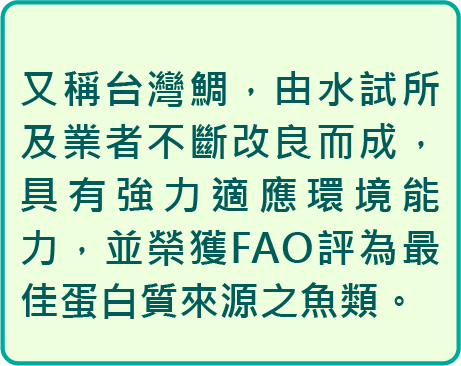 又稱台灣鯛，由水試所
及業者不斷改良而成，
具有強力適應環境能
力，並榮獲FAO評為最
佳蛋白質來源之魚類。